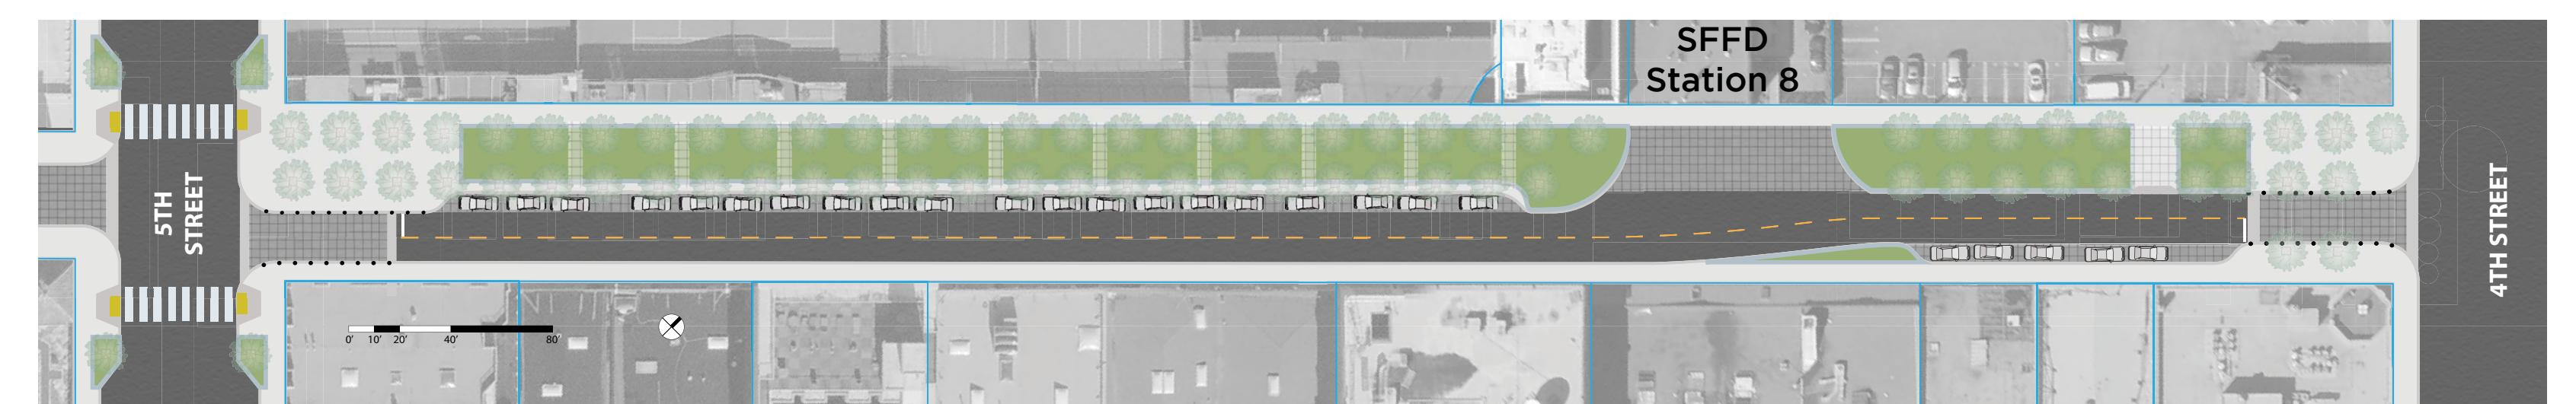 SFFD
Station 8
5TH
STREET
4TH STREET
0' 10' 20' 40' 80'